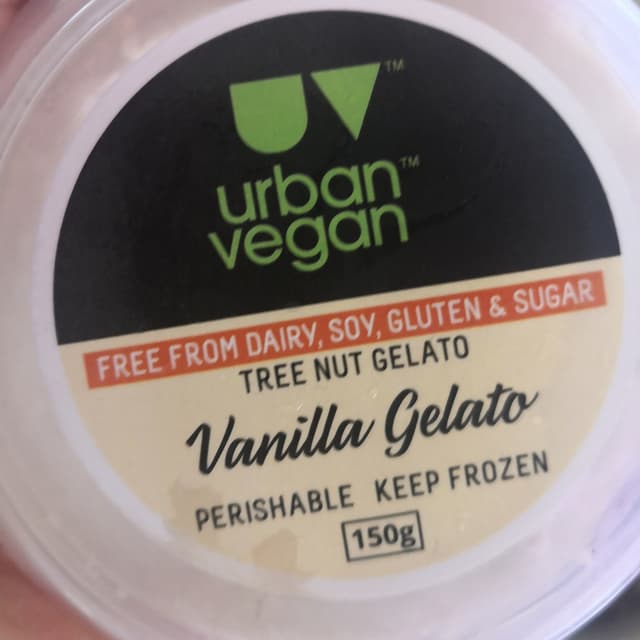 UV™
urban™
vegan
FREE FROM DAIRY, SOY, GLUTEN & SUGAR
TREE NUT GELATO
Vanilla Gelato
PERISHABLE KEEP FROZEN
150g